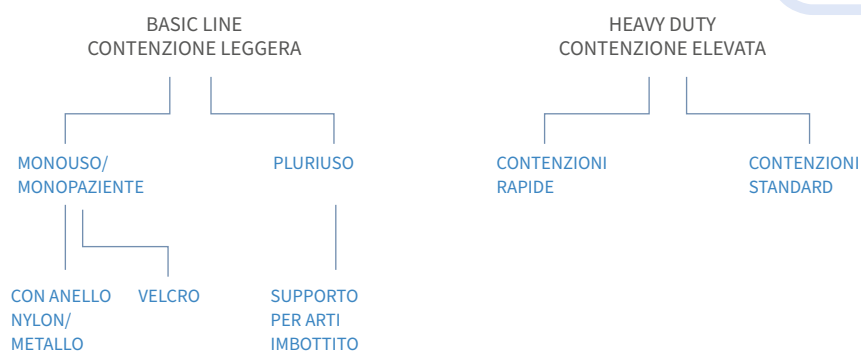 BASIC LINE
CONTENZIONE LEGGERA
HEAVY DUTY
CONTENZIONE ELEVATA
MONOUSO/
MONOPAZIENTE
PLURIUSO
CONTENZIONI
RAPIDE
CONTENZIONI
STANDARD
CON ANELLO
NYLON/
METALLO
VELCRO
SUPPORTO
PER ARTI
IMBOTTITO